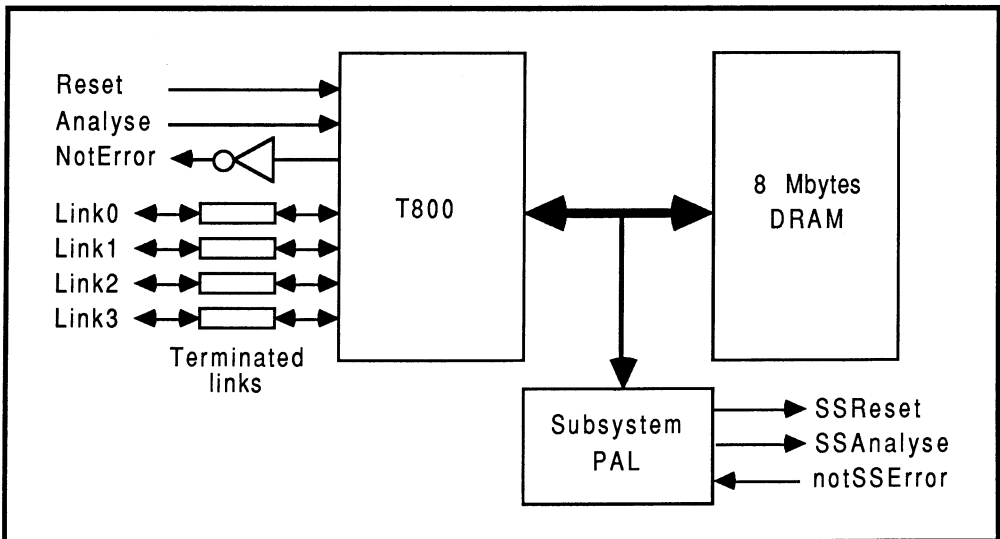 Reset
Analyse
NotError
Link0
Link1
Link2
Link3
Terminated
links
T800
8 Mbytes
DRAM
Subsystem
PAL
SSReset
SSAnalyse
notSSError